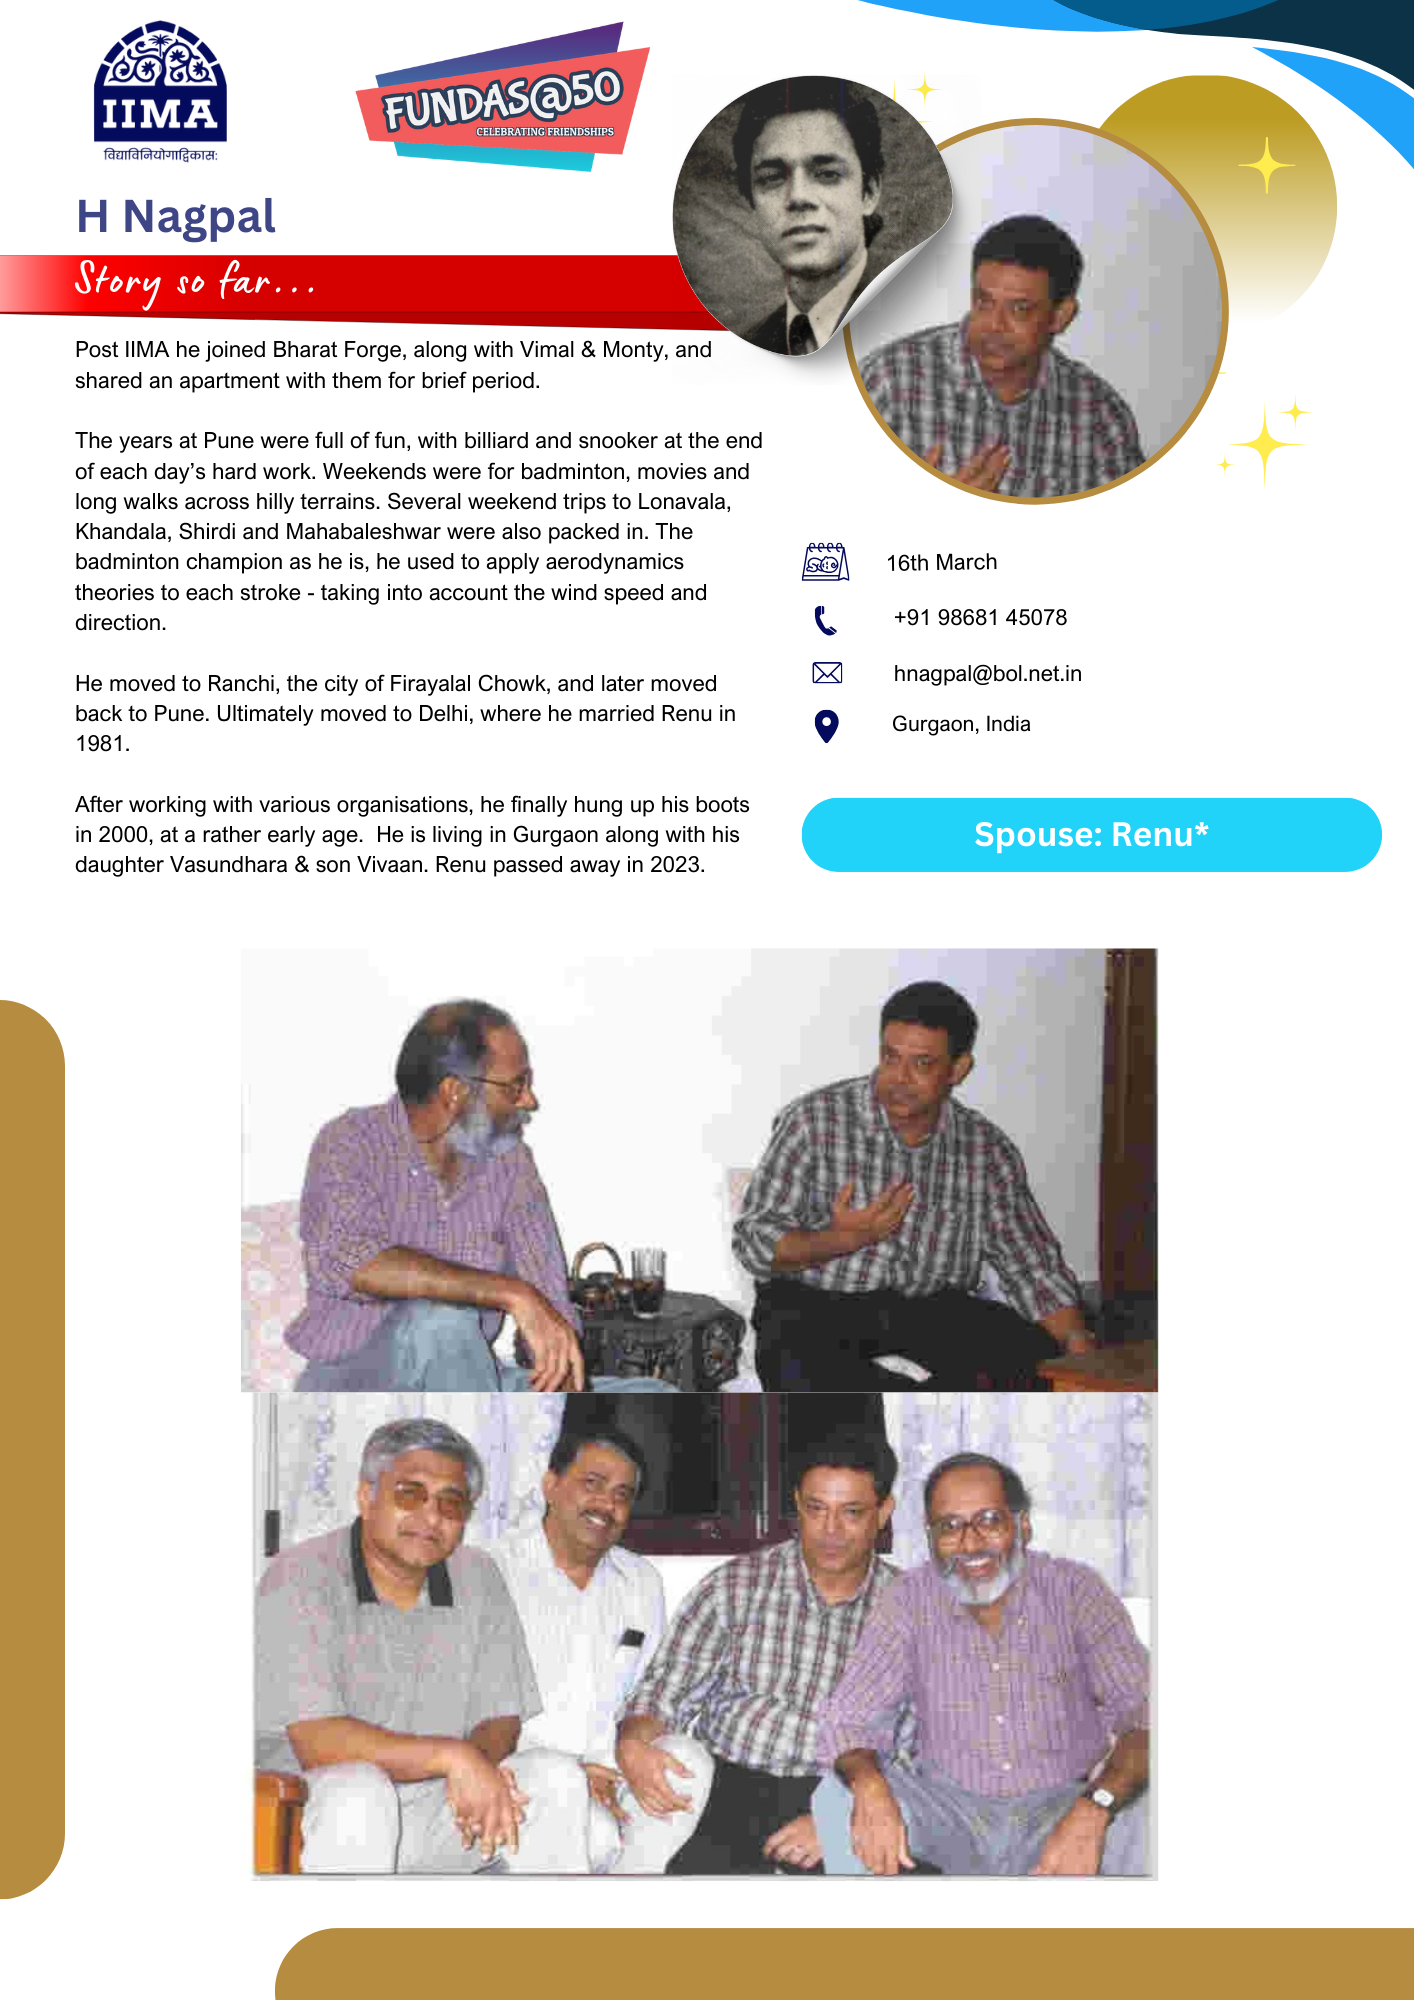 IIMA
विद्याविनियोगाद्विकास:
FUNDAS@50
CELEBRATING FRIENDSHIPS
H Nagpal
Story so far...
Post IIMA he joined Bharat Forge, along with Vimal & Monty, and
shared an apartment with them for brief period.
The years at Pune were full of fun, with billiard and snooker at the end
of each day's hard work. Weekends were for badminton, movies and
long walks across hilly terrains. Several weekend trips to Lonavala,
Khandala, Shirdi and Mahabaleshwar were also packed in. The
badminton champion as he is, he used to apply aerodynamics
theories to each stroke - taking into account the wind speed and
direction.
He moved to Ranchi, the city of Firayalal Chowk, and later moved
back to Pune. Ultimately moved to Delhi, where he married Renu in
1981.
After working with various organisations, he finally hung up his boots
in 2000, at a rather early age.  He is living in Gurgaon along with his
daughter Vasundhara & son Vivaan. Renu passed away in 2023.
16th March
+91 98681 45078
hnagpal@bol.net.in
Gurgaon, India
Spouse: Renu*